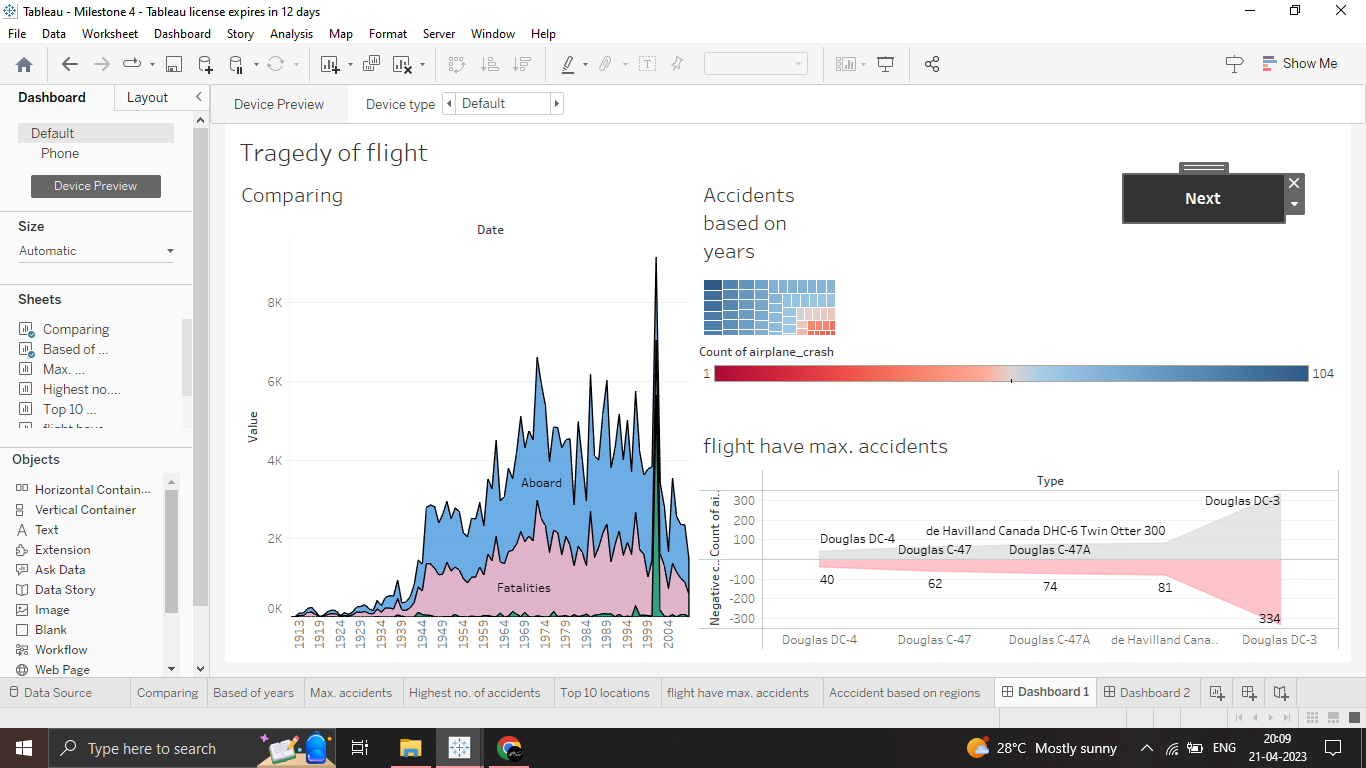 Tableau - Milestone 4 - Tableau license expires in 12 days
File Data Worksheet Dashboard Story Analysis Map Format Server Window Help
Show Me
Dashboard Layout
Device Preview Device type Default
Default
Phone
Device Preview
Size
Automatic
Sheets
Comparing
Based of ...
Max. ...
Highest no....
Top 10 ...
Objects
Horizontal Contain...
Vertical Container
Text
Extension
Ask Data
Data Story
Image
Blank
Workflow
Web Page
Tragedy of flight
Comparing
Date
Value
8K
6K
4K
2K
0K
Aboard
Fatalities
1913 1919 1924 1929 1934 1939 1944 1949 1954 1959 1964 1969 1974 1979 1984 1989 1994 1999 2004
Accidents
based on
years
Next
Count of airplane_crash
1 104
flight have max. accidents
Type
Negative c.. Count of ai..
300
200
100
-100
-200
-300
Douglas DC-3
de Havilland Canada DHC-6 Twin Otter 300
Douglas DC-4
Douglas C-47 Douglas C-47A
40 62 74 81 334
Douglas DC-4 Douglas C-47 Douglas C-47A de Havilland Cana.. Douglas DC-3
Data Source Comparing Based of years Max. accidents Highest no. of accidents Top 10 locations flight have max. accidents Acccident based on regions Dashboard 1 Dashboard 2
Type here to search
28°C Mostly sunny
ENG
20:09
21-04-2023